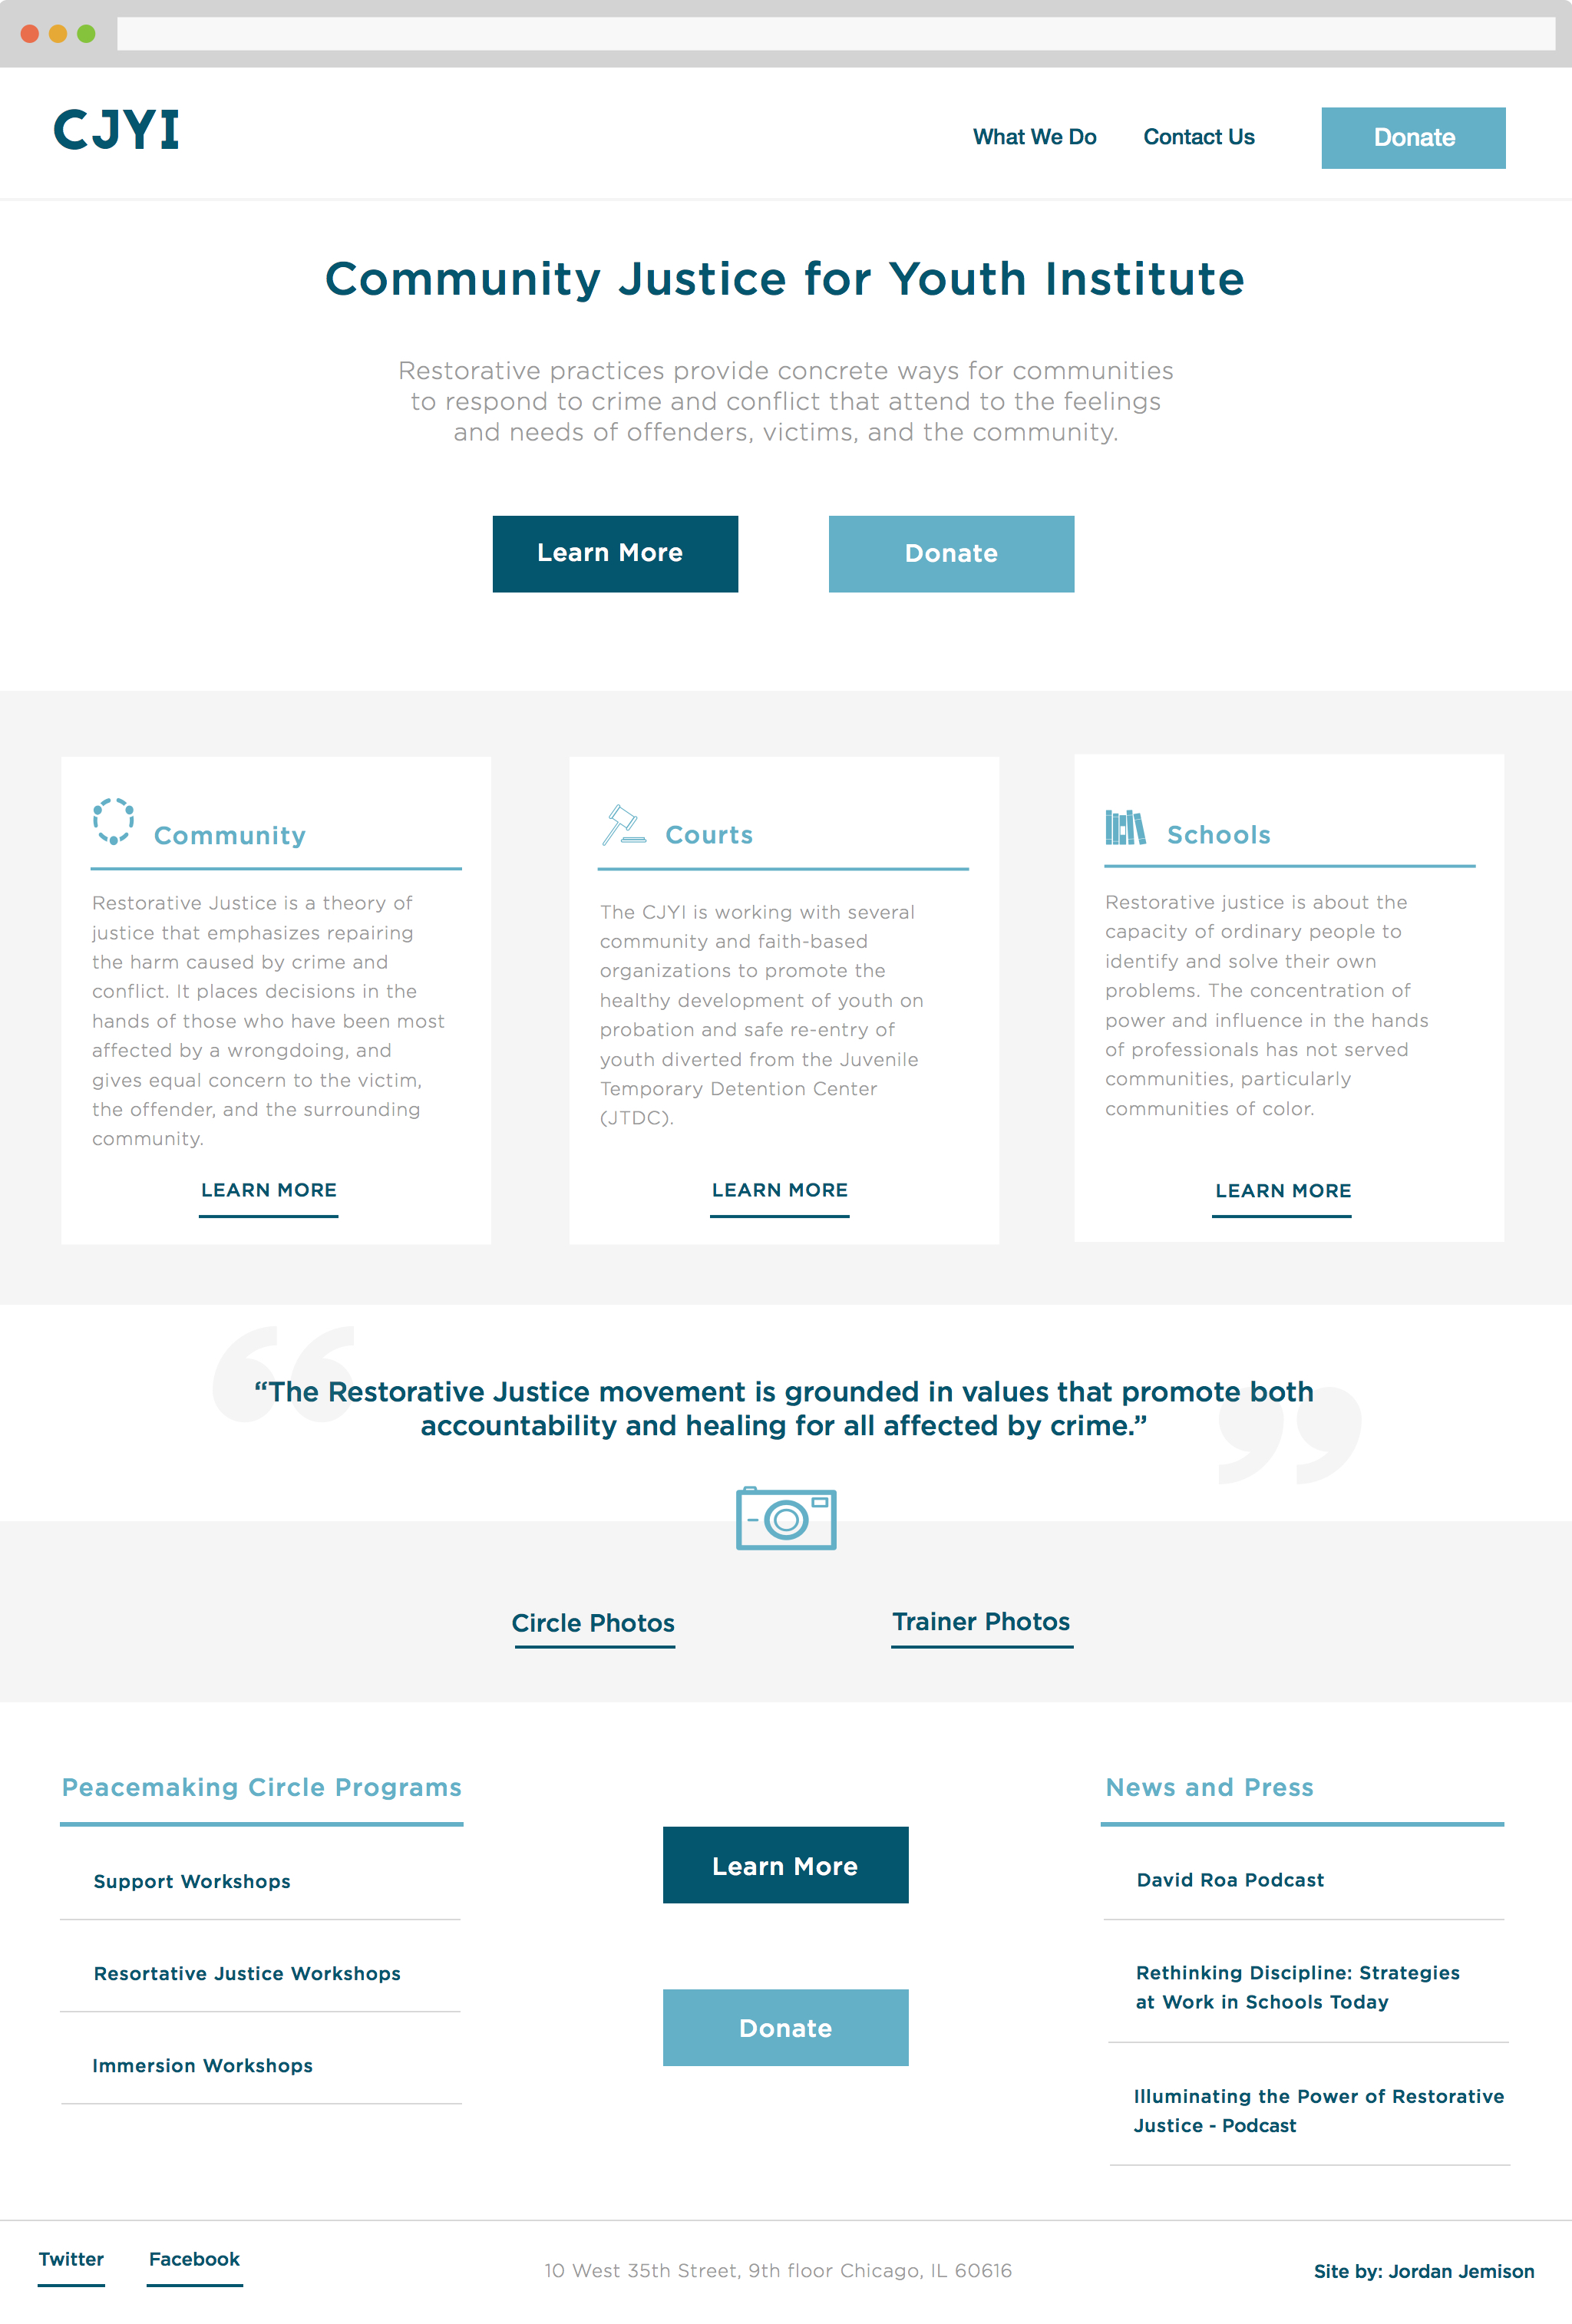 CJYI
What We Do
Contact Us
Donate
Community Justice for Youth Institute
Restorative practices provide concrete ways for communities
to respond to crime and conflict that attend to the feelings
and needs of offenders, victims, and the community.
Learn More
Donate
Community
Restorative Justice is a theory of
justice that emphasizes repairing
the harm caused by crime and
conflict. It places decisions in the
hands of those who have been most
affected by a wrongdoing, and
gives equal concern to the victim,
the offender, and the surrounding
community.
LEARN MORE
Courts
The CJYI is working with several
community and faith-based
organizations to promote the
healthy development of youth on
probation and safe re-entry of
youth diverted from the Juvenile
Temporary Detention Center
(JTDC).
LEARN MORE
Schools
Restorative justice is about the
capacity of ordinary people to
identify and solve their own
problems. The concentration of
power and influence in the hands
of professionals has not served
communities, particularly
communities of color.
LEARN MORE
“The Restorative Justice movement is grounded in values that promote both
accountability and healing for all affected by crime.”
Circle Photos
Trainer Photos
Peacemaking Circle Programs
Support Workshops
Resortative Justice Workshops
Immersion Workshops
Learn More
Donate
News and Press
David Roa Podcast
Rethinking Discipline: Strategies
at Work in Schools Today
Illuminating the Power of Restorative
Justice - Podcast
Twitter
Facebook
10 West 35th Street, 9th floor Chicago, IL 60616
Site by: Jordan Jemison